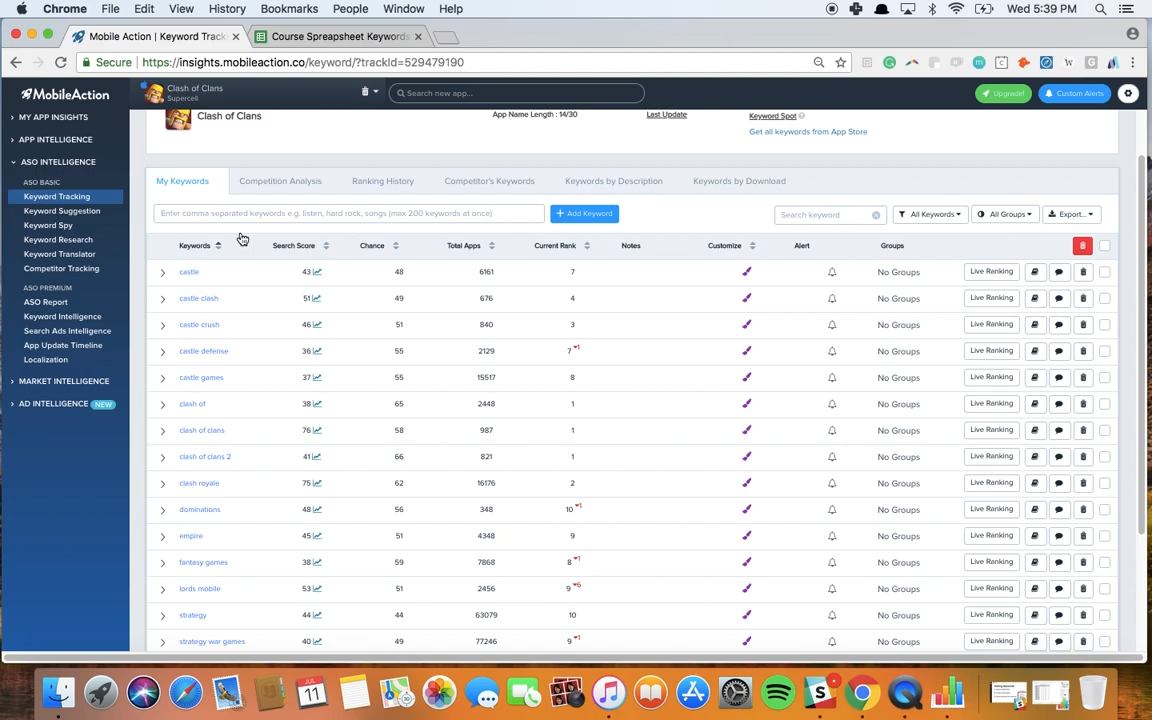 Chrome File Edit View History Bookmarks People Window Help Wed 5:39 PM
Mobile Action | Keyword Track Course Spreapsheet Keywords
Secure https://insights.mobileaction.co/keyword/?trackId=529479190
MobileAction Clash of Clans Supercell Search new app... Upgrade! Custom Alerts
MY APP INSIGHTS
APP INTELLIGENCE
ASO INTELLIGENCE
ASO BASIC
Keyword Tracking
Keyword Suggestion
Keyword Spy
Keyword Research
Keyword Translator
Competitor Tracking
ASO PREMIUM
ASO Report
Keyword Intelligence
Search Ads Intelligence
App Update Timeline
Localization
MARKET INTELLIGENCE
AD INTELLIGENCE NEW
Clash of Clans App Name Length : 14/30 Last Update Keyword Spot
Get all keywords from App Store
My Keywords Competition Analysis Ranking History Competitor's Keywords Keywords by Description Keywords by Download
Enter comma separated keywords e.g. listen, hard rock, songs (max 200 keywords at once) + Add Keyword Search keyword All Keywords All Groups Export...
Keywords Search Score Chance Total Apps Current Rank Notes Customize Alert Groups
castle 43 48 6161 7 No Groups Live Ranking
castle clash 51 49 676 4 No Groups Live Ranking
castle crush 46 51 840 3 No Groups Live Ranking
castle defense 36 55 2129 7 1 No Groups Live Ranking
castle games 37 55 15517 8 No Groups Live Ranking
clash of 38 65 2448 1 No Groups Live Ranking
clash of clans 76 58 987 1 No Groups Live Ranking
clash of clans 2 41 66 821 1 No Groups Live Ranking
clash royale 75 62 16176 2 No Groups Live Ranking
dominations 48 56 348 10 1 No Groups Live Ranking
empire 45 51 4348 9 No Groups Live Ranking
fantasy games 38 59 7868 8 1 No Groups Live Ranking
lords mobile 53 51 2456 9 6 No Groups Live Ranking
strategy 44 44 63079 10 No Groups Live Ranking
strategy war games 40 49 77246 9 1 No Groups Live Ranking
JUL
11